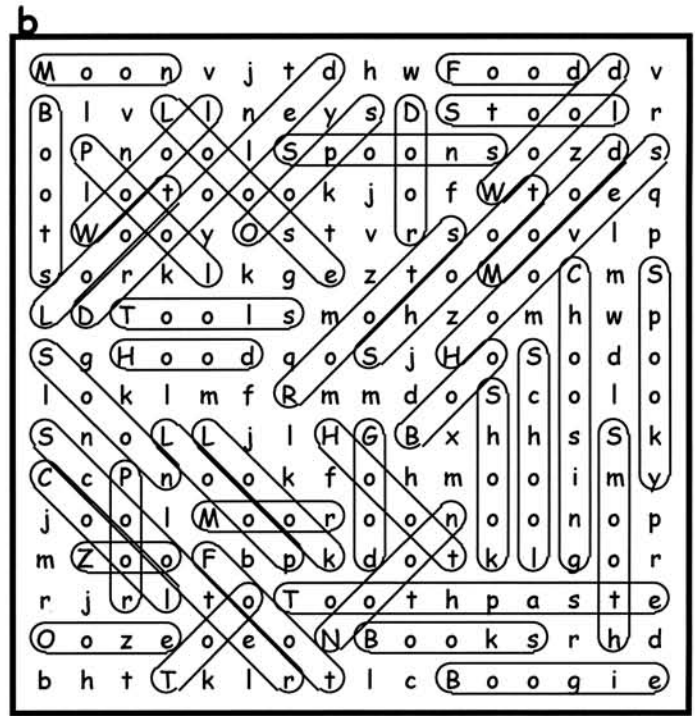 b
M o o n v j t d h w F o o d d v
B l v L l n e y s D S t o o l r
o P n o o l S p o o n s o z d s
o l o t o o o k j o f W t o e q
t W o o y O s t v r s o o v l p
s o r k l k g e z t o M o C m S
L D T o o l s m o h z o m h w p
S g H o o d q o S j H o S o d o
l o k l m f R m m d o S c o l o
S n o L L j l H G B x h h s S k
C c P n o o k f o h m o o i m y
j o o l M o o r o o n o o n o p
m Z o o F b p k d o t k l g o r
r j r l t o T o o t h p a s t e
O o z e o e o N B o o k s r h d
b h t T k l r t l c B o o g i e